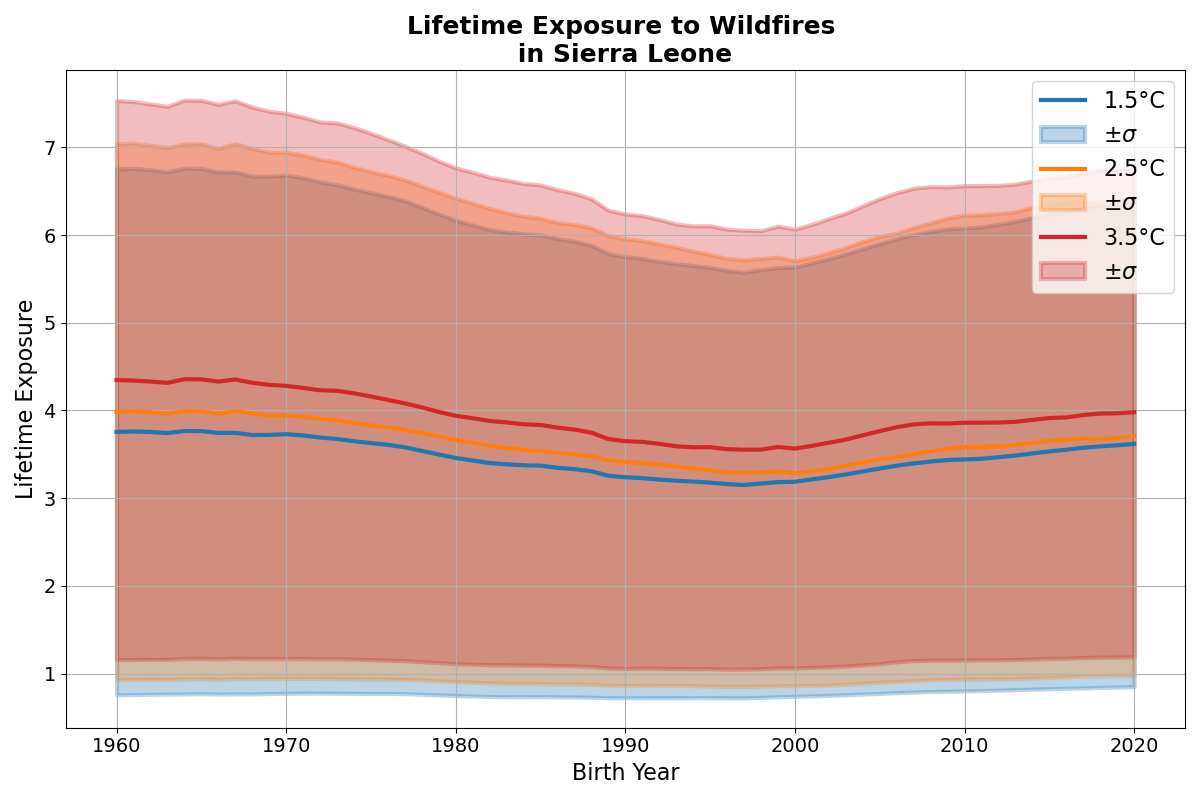 Lifetime Exposure to Wildfires
in Sierra Leone
1.5°C
±σ
2.5°C
±σ
3.5°C
±σ
Lifetime Exposure
7
6
5
4
3
2
1
1960 1970 1980 1990 2000 2010 2020
Birth Year